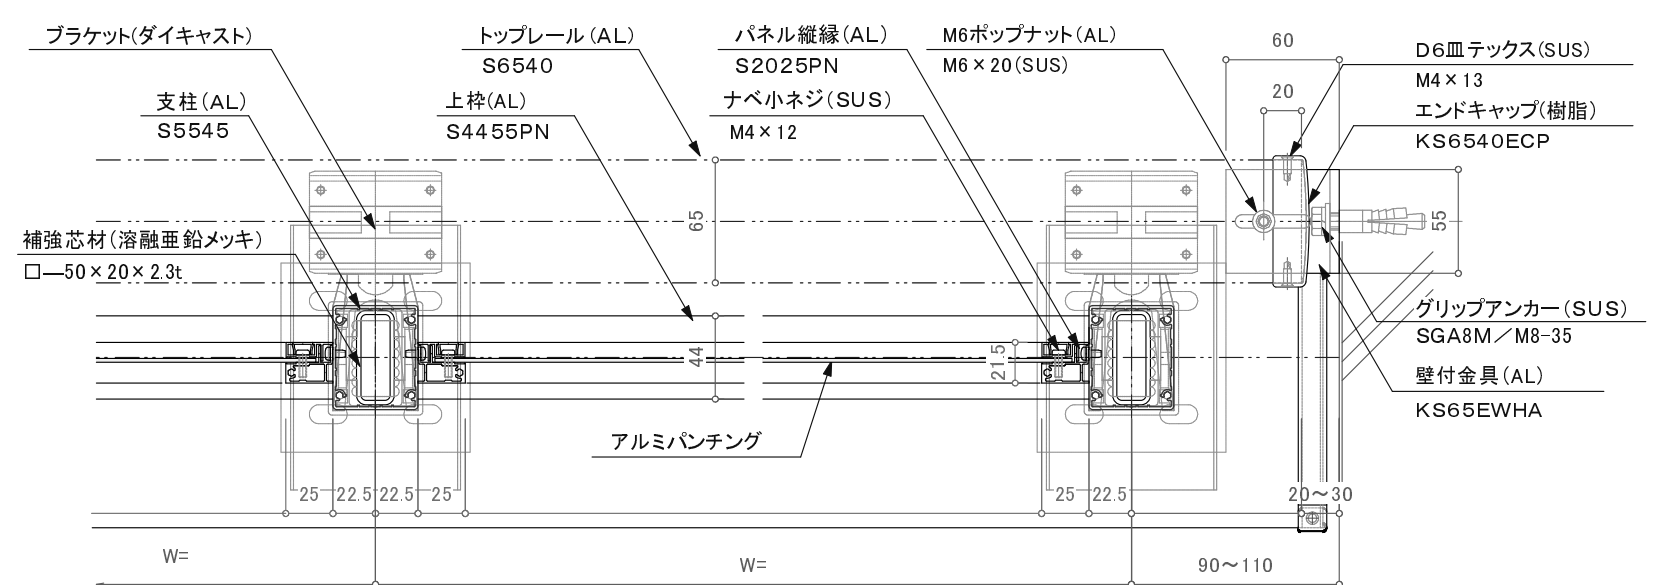 ブラケット(ダイキャスト)
トップレール(AL)
S6540
パネル縦縁(AL)
S2025PN
M6ポップナット(AL)
M6×20(SUS)
60
D6皿テックス(SUS)
M4×13
支柱(AL)
S5545
上枠(AL)
S4455PN
ナベ小ネジ(SUS)
M4×12
20
エンドキャップ(樹脂)
KS6540ECP
65
55
補強芯材(溶融亜鉛メッキ)
□―50×20×2.3t
グリップアンカー(SUS)
SGA8M/M8-35
44
21.5
壁付金具(AL)
KS65EWHA
アルミパンチング
25
22.5
22.5
25
25
22.5
20~30
W=
W=
90~110